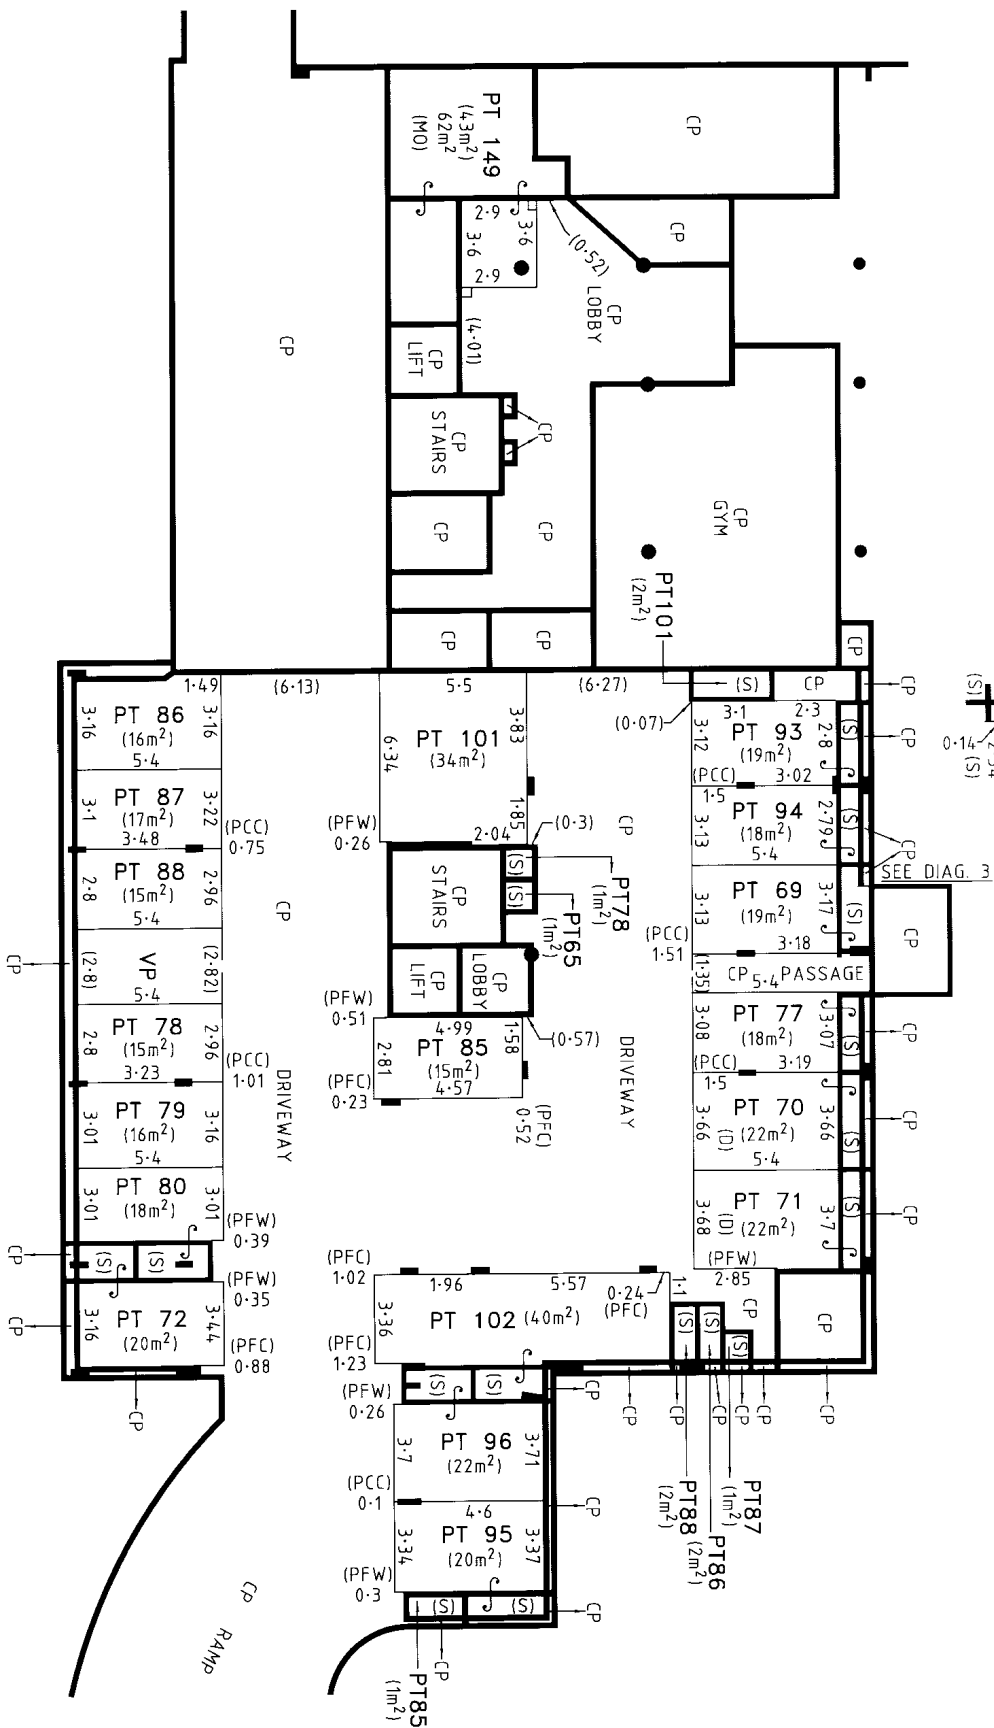 PT 149
(43m²)
62m²
(MO)
CP
2·9
3·6
3·6
2·9
(0·52)
CP
CP
LOBBY
(4·01)
CP
LIFT
CP
CP
STAIRS
CP
CP
CP
CP
GYM
CP
CP
CP
PT101
(2m²)
(S)
CP
CP
(S)
0·14
(S)
1·49
(6·13)
5·5
(6·27)
(0·07)
3·1
2·3
3·16
PT 86
(16m²)
5·4
3·16
6·34
PT 101
(34m²)
3·83
1·85
2·04
(PFW)
0·26
(0·3)
3·12
PT 93
(19m²)
2·8
(S)
CP
(PCC)
1·5
3·02
3·1
PT 87
(17m²)
3·48
3·22
(PCC)
0·75
CP
3·13
PT 94
(18m²)
5·4
2·79
(S)
CP
SEE DIAG. 3
2·8
PT 88
(15m²)
5·4
2·96
CP
CP
STAIRS
(S)
(S)
PT78
(1m²)
PT65
(1m²)
3·13
PT 69
(19m²)
3·17
(S)
(PCC)
1·51
3·18
CP
CP
(2·8)
VP
5·4
(2·82)
CP
LIFT
CP
LOBBY
(1·35)
CP
5·4
PASSAGE
(PFW)
0·51
(0·57)
2·8
PT 78
(15m²)
3·23
2·96
(PCC)
1·01
4·99
2·81
PT 85
(15m²)
4·57
1·58
(PFC)
0·23
(PFC)
0·52
DRIVEWAY
3·08
PT 77
(18m²)
3·07
(S)
CP
(PCC)
1·5
3·19
DRIVEWAY
3·01
PT 79
(16m²)
5·4
3·16
3·66
PT 70
(D)
(22m²)
5·4
3·66
(S)
CP
3·01
PT 80
(18m²)
3·01
(PFW)
0·39
3·68
PT 71
(D)
(22m²)
3·7
(S)
CP
(PFW)
2·85
CP
(S)
(S)
(PFW)
0·35
(PFC)
1·02
1·96
5·57
0·24
(PFC)
1·1
CP
CP
CP
3·16
PT 72
(20m²)
3·44
(PFC)
0·88
3·36
PT 102
(40m²)
(PFC)
1·23
(S)
(S)
(S)
CP
(PFW)
0·26
(S)
(S)
CP
CP
CP
CP
CP
CP
CP
3·7
PT 96
(22m²)
3·71
PT88
(2m²)
PT86
(2m²)
PT87
(1m²)
(PCC)
0·1
4·6
CP
3·34
PT 95
(20m²)
3·37
(PFW)
0·3
(S)
(S)
CP
CP
CP
RAMP
PT85
(1m²)